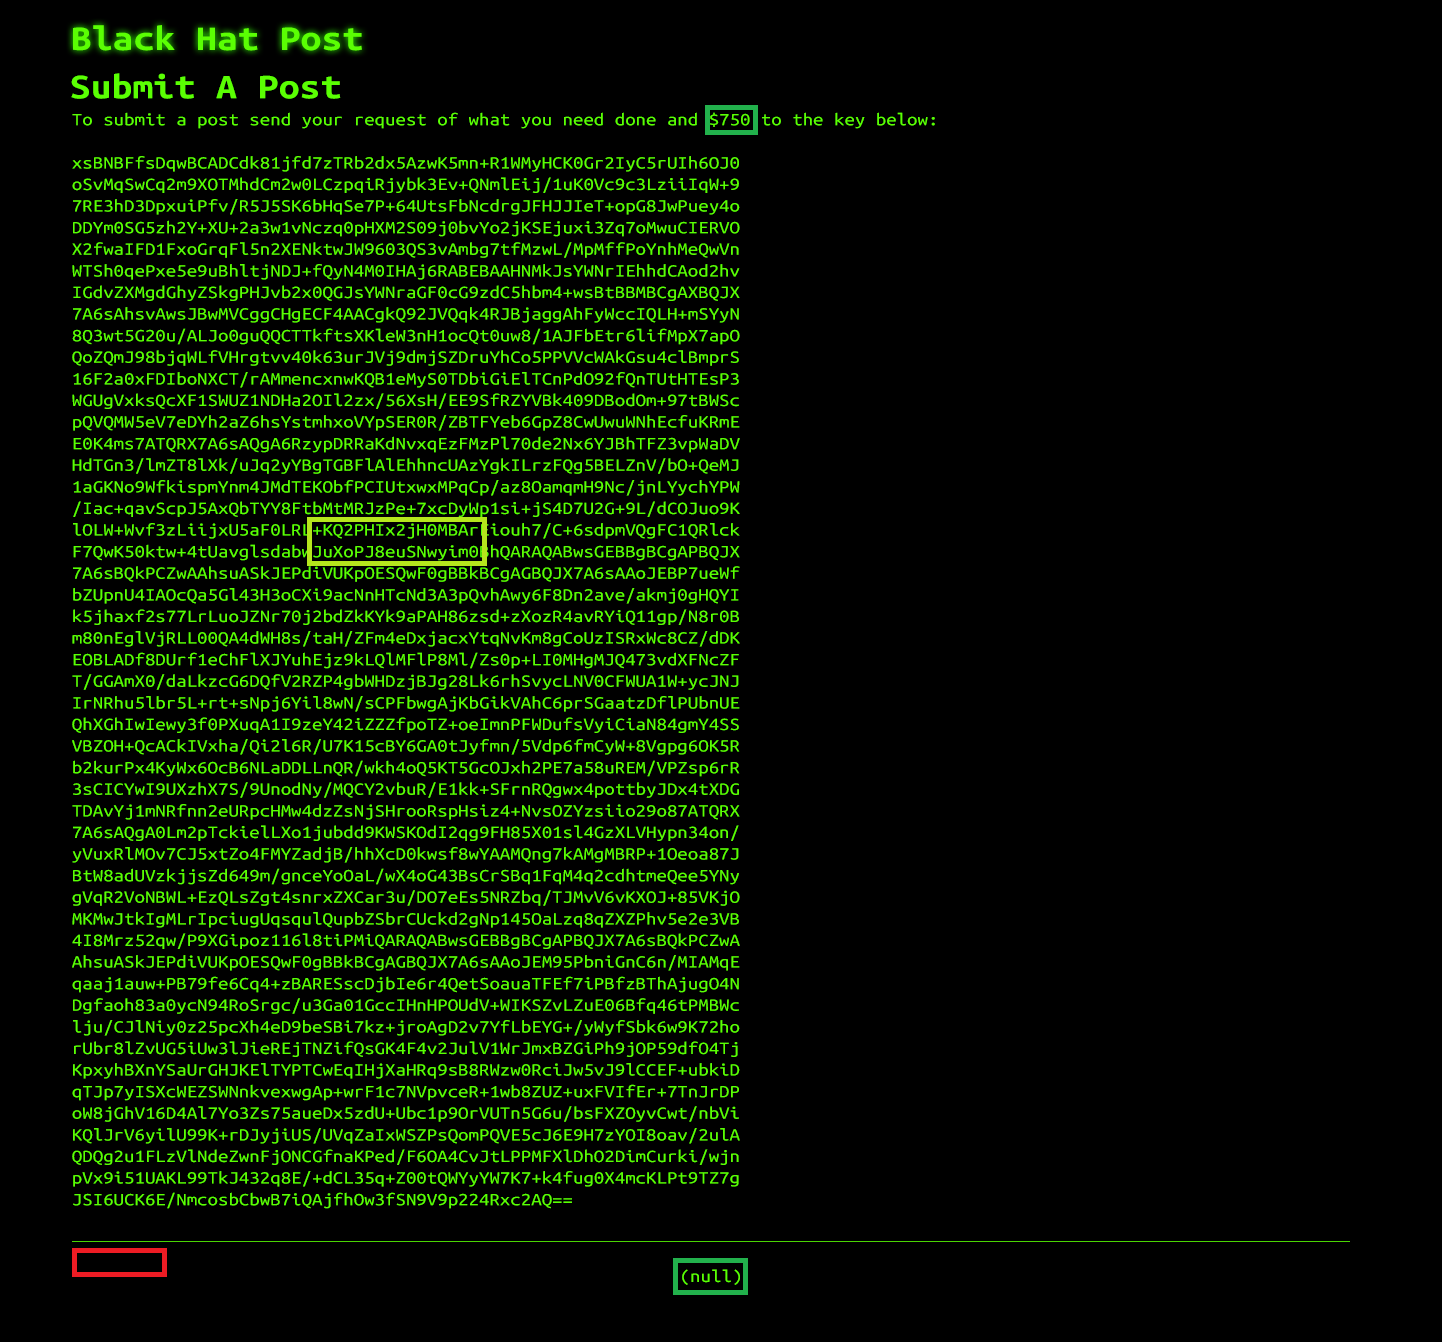 Black Hat Post
Submit A Post
To submit a post send your request of what you need done and $750 to the key below:
xsBNBFfsDqwBCADCdk81jfd7zTRb2dx5AzwK5mn+R1WMyHCK0Gr2IyC5rUIh6OJ0
oSvMqSwCq2m9XOTMhdCm2w0LCzpqiRjybk3Ev+QNmlEij/1uK0Vc9c3LziiIqW+9
7RE3hD3DpxuiPfv/R5J5SK6bHqSe7P+64UtsFbNcdrgJFHJJIeT+opG8JwPuey4o
DDYm0SG5zh2Y+XU+2a3w1vNczq0pHXM2S09j0bvYo2jKSEjuxi3Zq7oMwuCIERVO
X2fwaIFD1FxoGrqFl5n2XENktwJW9603QS3vAmbg7tfMzwL/MpMffPoYnhMeQwVn
WTSh0qePxe5e9uBhltjNDJ+fQyN4M0IHAj6RABEBAAHNMkJsYWNrIEhhdCAod2hv
IGdvZXMgdGhyZSkgPHJvb2x0QGJsYWNraGF0cG9zdC5hbm4+wsBtBBMBCgAXBQJX
7A6sAhsvAwsJBwMVCggCHgECF4AACgkQ92JVQqk4RJBjaggAhFyWccIQLH+mSYyN
8Q3wt5G20u/ALJo0guQQCTTkftsXKleW3nH1ocQt0uw8/1AJFbEtr6lifMpX7apO
QoZQmJ98bjqWLfVHrgtvv40k63urJVj9dmjSZDruYhCo5PPVVcWAkGsu4clBmprS
16F2a0xFDIboNXCT/rAMmencxnwKQB1eMyS0TDbiGiElTCnPdO92fQnTUtHTEsP3
WGUgVxksQcXF1SWUZ1NDHa2OIl2zx/56XsH/EE9SfRZYVBk409DBodOm+97tBWSc
pQVQMW5eV7eDYh2aZ6hsYstmhxoVYpSER0R/ZBTFYeb6GpZ8CwUwuWNhEcfuKRmE
E0K4ms7ATQRX7A6sAQgA6RzypDRRaKdNvxqEzFMzPl70de2Nx6YJBhTFZ3vpWaDV
HdTGn3/lmZT8lXk/uJq2yYBgTGBFlAlEhhncUAzYgkILrzFQg5BELZnV/bO+QeMJ
1aGKNo9WfkispmYnm4JMdTEKObfPCIUtxwxMPqCp/az8OamqmH9Nc/jnLYychYPW
/Iac+qavScpJ5AxQbTYY8FtbMtMRJzPe+7xcDyWp1si+jS4D7U2G+9L/dCOJuo9K
lOLW+Wvf3zLiijxU5aF0LRL+KQ2PHIx2jH0MBArIiouh7/C+6sdpmVQgFC1QRlck
F7QwK50ktw+4tUavglsdabwJuXoPJ8euSNwyim0BhQARAQABwsGEBBgBCgAPBQJX
7A6sBQkPCZwAAhsuASkJEPdiVUKpOESQwF0gBBkBCgAGBQJX7A6sAAoJEBP7ueWf
bZUpnU4IAOcQa5Gl43H3oCXi9acNnHTcNd3A3pQvhAwy6F8Dn2ave/akmj0gHQYI
k5jhaxf2s77LrLuoJZNr70j2bdZkKYk9aPAH86zsd+zXozR4avRYiQ11gp/N8r0B
m80nEglVjRLL00QA4dWH8s/taH/ZFm4eDxjacxYtqNvKm8gCoUzISRxWc8CZ/dDK
EOBLADf8DUrf1eChFlXJYuhEjz9kLQlMFlP8Ml/Zs0p+LI0MHgMJQ473vdXFNcZF
T/GGAmX0/daLkzcG6DQfV2RZP4gbWHDzjBJg28Lk6rhSvycLNV0CFWUA1W+ycJNJ
IrNRhu5lbr5L+rt+sNpj6Yil8wN/sCPFbwgAjKbGikVAhC6prSGaatzDflPUbnUE
QhXGhIwIewy3f0PXuqA1I9zeY42iZZZfpoTZ+oeImnPFWDufsVyiCiaN84gmY4SS
VBZOH+QcACkIVxha/Qi2l6R/U7K15cBY6GA0tJyfmn/5Vdp6fmCyW+8Vgpg6OK5R
b2kurPx4KyWx6OcB6NLaDDLLnQR/wkh4oQ5KT5GcOJxh2PE7a58uREM/VPZsp6rR
3sCICYwI9UXzhX7S/9UnodNy/MQCY2vbuR/E1kk+SFrnRQgwx4pottbyJDx4tXDG
TDAvYj1mNRfnn2eURpcHMw4dzZsNjSHrooRspHsiz4+NvsOZYzsiio29o87ATQRX
7A6sAQgA0Lm2pTckielLXo1jubdd9KWSKOdI2qg9FH85X01sl4GzXLVHypn34on/
yVuxRlMOv7CJ5xtZo4FMYZadjB/hhXcD0kwsf8wYAAMQng7kAMgMBRP+1Oeoa87J
BtW8adUVzkjjsZd649m/gnceYoOaL/wX4oG43BsCrSBq1FqM4q2cdhtmeQee5YNy
gVqR2VoNBWL+EzQLsZgt4snrxZXCar3u/DO7eEs5NRZbq/TJMvV6vKXOJ+85VKjO
MKMwJtkIgMLrIpciugUqsqulQupbZSbrCUckd2gNp145OaLzq8qZXZPhv5e2e3VB
4I8Mrz52qw/P9XGipoz116l8tiPMiQARAQABwsGEBBgBCgAPBQJX7A6sBQkPCZwA
AhsuASkJEPdiVUKpOESQwF0gBBkBCgAGBQJX7A6sAAoJEM95PbniGnC6n/MIAMqE
qaaj1auw+PB79fe6Cq4+zBARESscDjbIe6r4QetSoauaTFEf7iPBfzBThAjugO4N
Dgfaoh83a0ycN94RoSrgc/u3Ga01GccIHnHPOUdV+WIKSZvLZuE06Bfq46tPMBWc
lju/CJlNiy0z25pcXh4eD9beSBi7kz+jroAgD2v7YfLbEYG+/yWyfSbk6w9K72ho
rUbr8lZvUG5iUw3lJieREjTNZifQsGK4F4v2JulV1WrJmxBZGiPh9jOP59dfO4Tj
KpxyhBXnYSaUrGHJKElTYPTCwEqIHjXaHRq9sB8RWzw0RciJw5vJ9lCCEF+ubkiD
qTJp7yISXcWEZSWNnkvexwgAp+wrF1c7NVpvceR+1wb8ZUZ+uxFVIfEr+7TnJrDP
oW8jGhV16D4Al7Yo3Zs75aueDx5zdU+Ubc1p9OrVUTn5G6u/bsFXZOyvCwt/nbVi
KQlJrV6yilU99K+rDJyjiUS/UVqZaIxWSZPsQomPQVE5cJ6E9H7zYOI8oav/2ulA
QDQg2u1FLzVlNdeZwnFjONCGfnaKPed/F6OA4CvJtLPPMFXlDhO2DimCurki/wjn
pVx9i51UAKL99TkJ432q8E/+dCL35q+Z00tQWYyYW7K7+k4fug0X4mcKLPt9TZ7g
JSI6UCK6E/NmcosbCbwB7iQAjfhOw3fSN9V9p224Rxc2AQ==
(null)